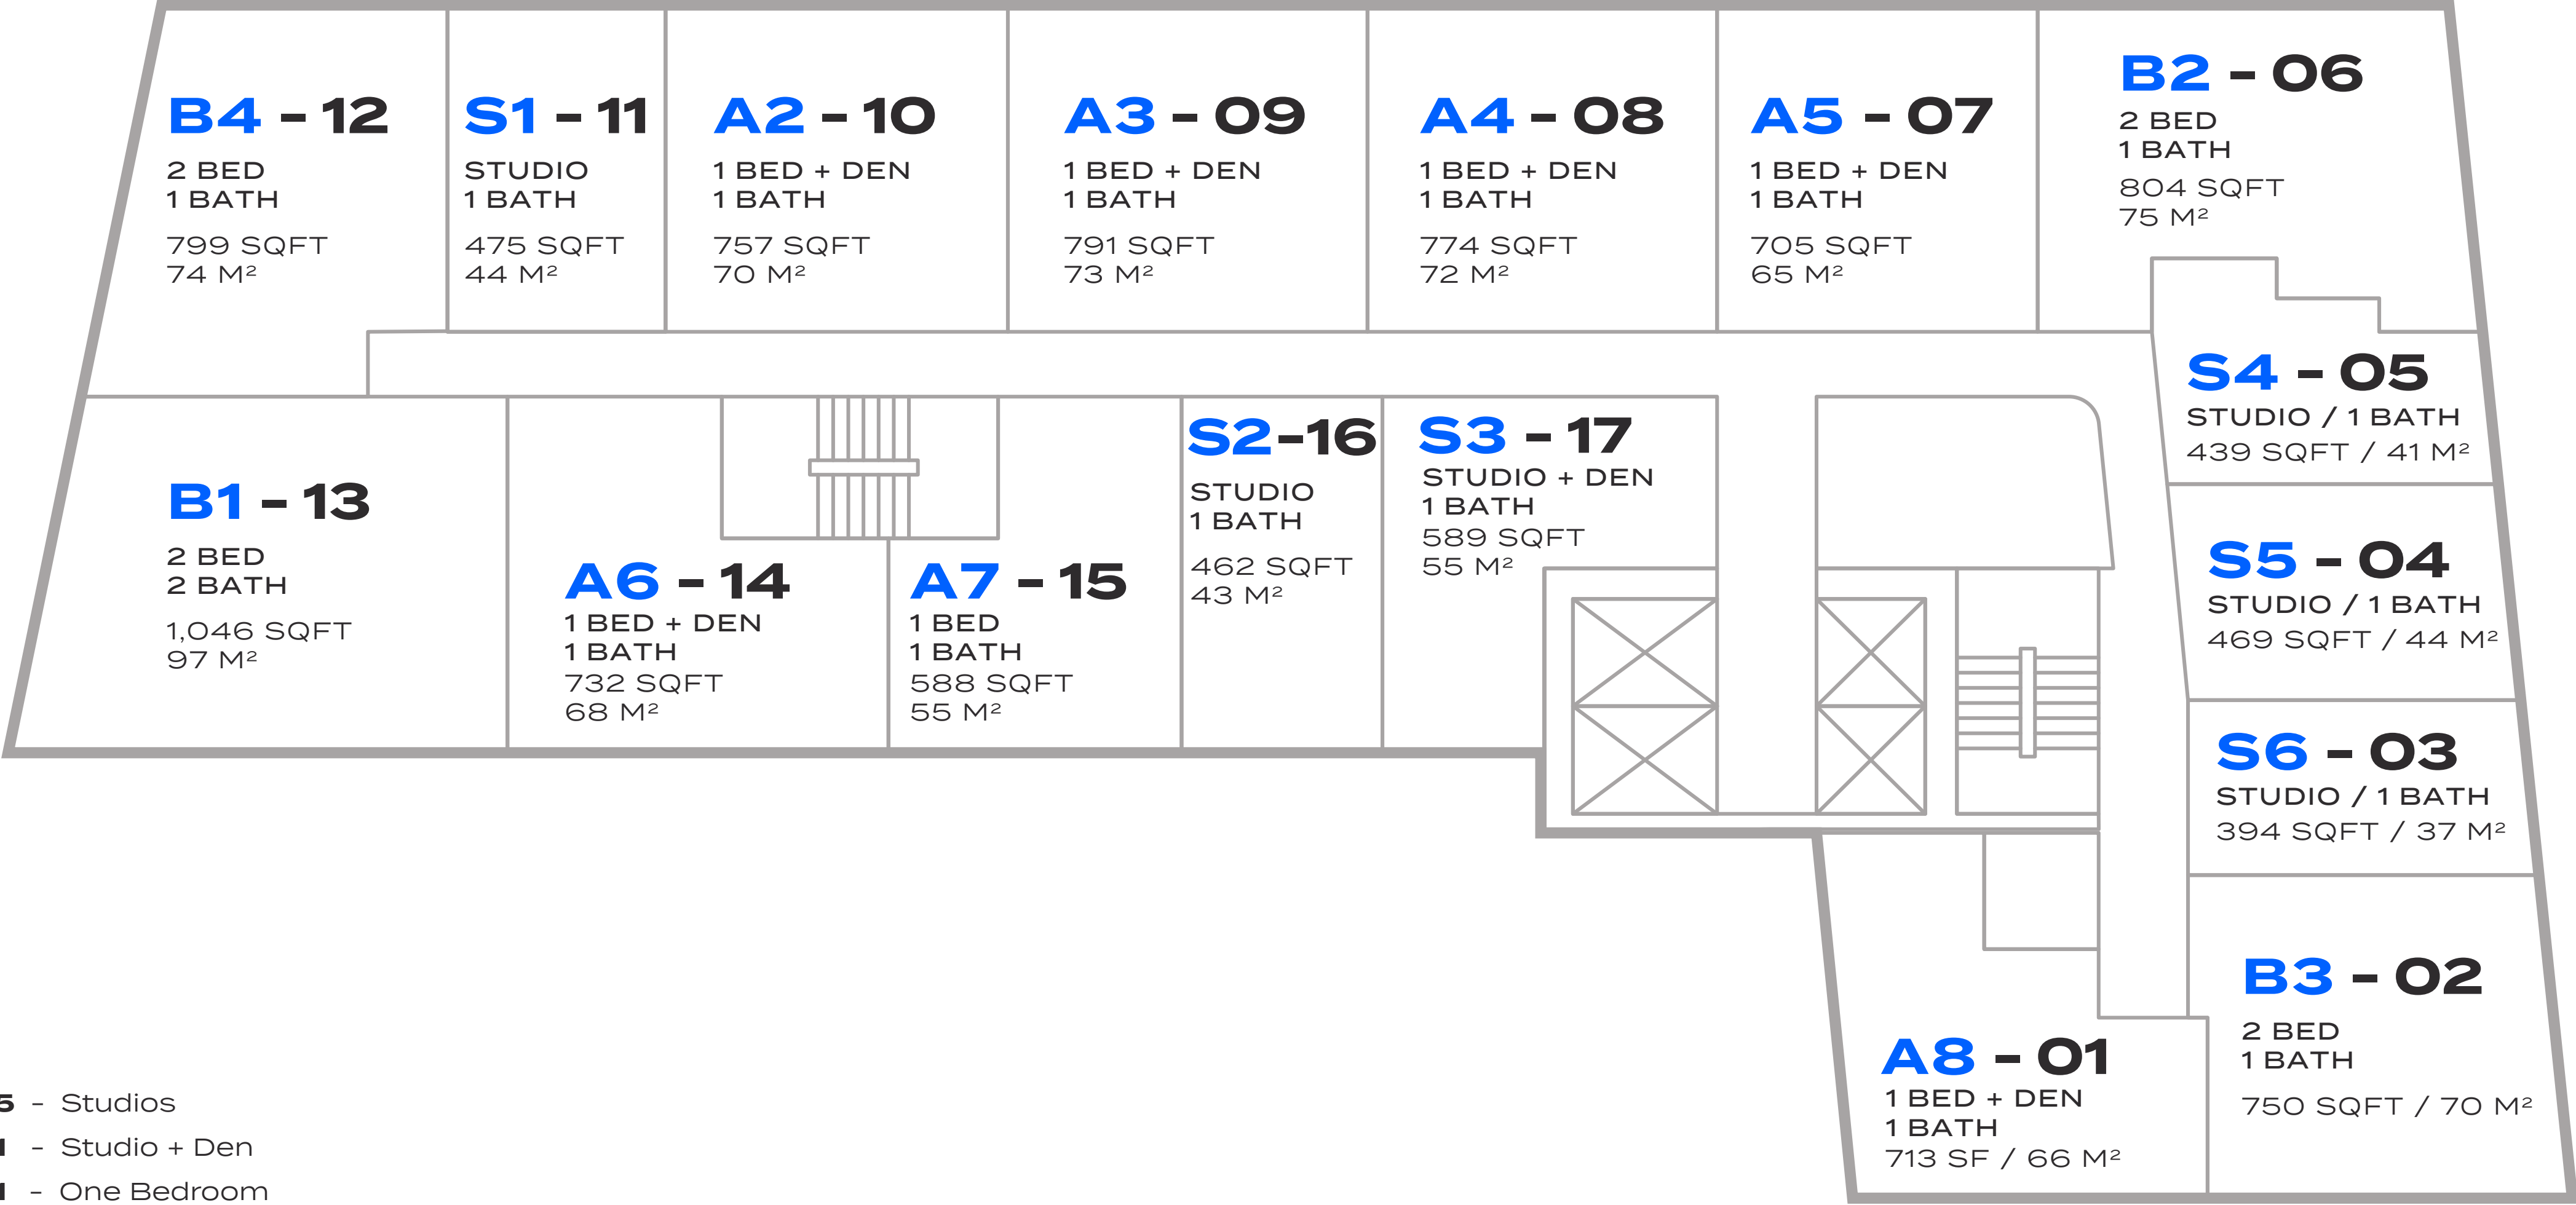 B4 - 12
2 BED
1 BATH
799 SQFT
74 M²
S1 - 11
STUDIO
1 BATH
475 SQFT
44 M²
A2 - 10
1 BED + DEN
1 BATH
757 SQFT
70 M²
A3 - 09
1 BED + DEN
1 BATH
791 SQFT
73 M²
A4 - 08
1 BED + DEN
1 BATH
774 SQFT
72 M²
A5 - 07
1 BED + DEN
1 BATH
705 SQFT
65 M²
B2 - 06
2 BED
1 BATH
804 SQFT
75 M²
S4 - 05
STUDIO / 1 BATH
439 SQFT / 41 M²
B1 - 13
2 BED
2 BATH
1,046 SQFT
97 M²
A6 - 14
1 BED + DEN
1 BATH
732 SQFT
68 M²
A7 - 15
1 BED
1 BATH
588 SQFT
55 M²
S2-16
STUDIO
1 BATH
462 SQFT
43 M²
S3 - 17
STUDIO + DEN
1 BATH
589 SQFT
55 M²
S5 - 04
STUDIO / 1 BATH
469 SQFT / 44 M²
S6 - 03
STUDIO / 1 BATH
394 SQFT / 37 M²
B3 - 02
2 BED
1 BATH
750 SQFT / 70 M²
A8 - 01
1 BED + DEN
1 BATH
713 SF / 66 M²
5 - Studios
1 - Studio + Den
1 - One Bedroom